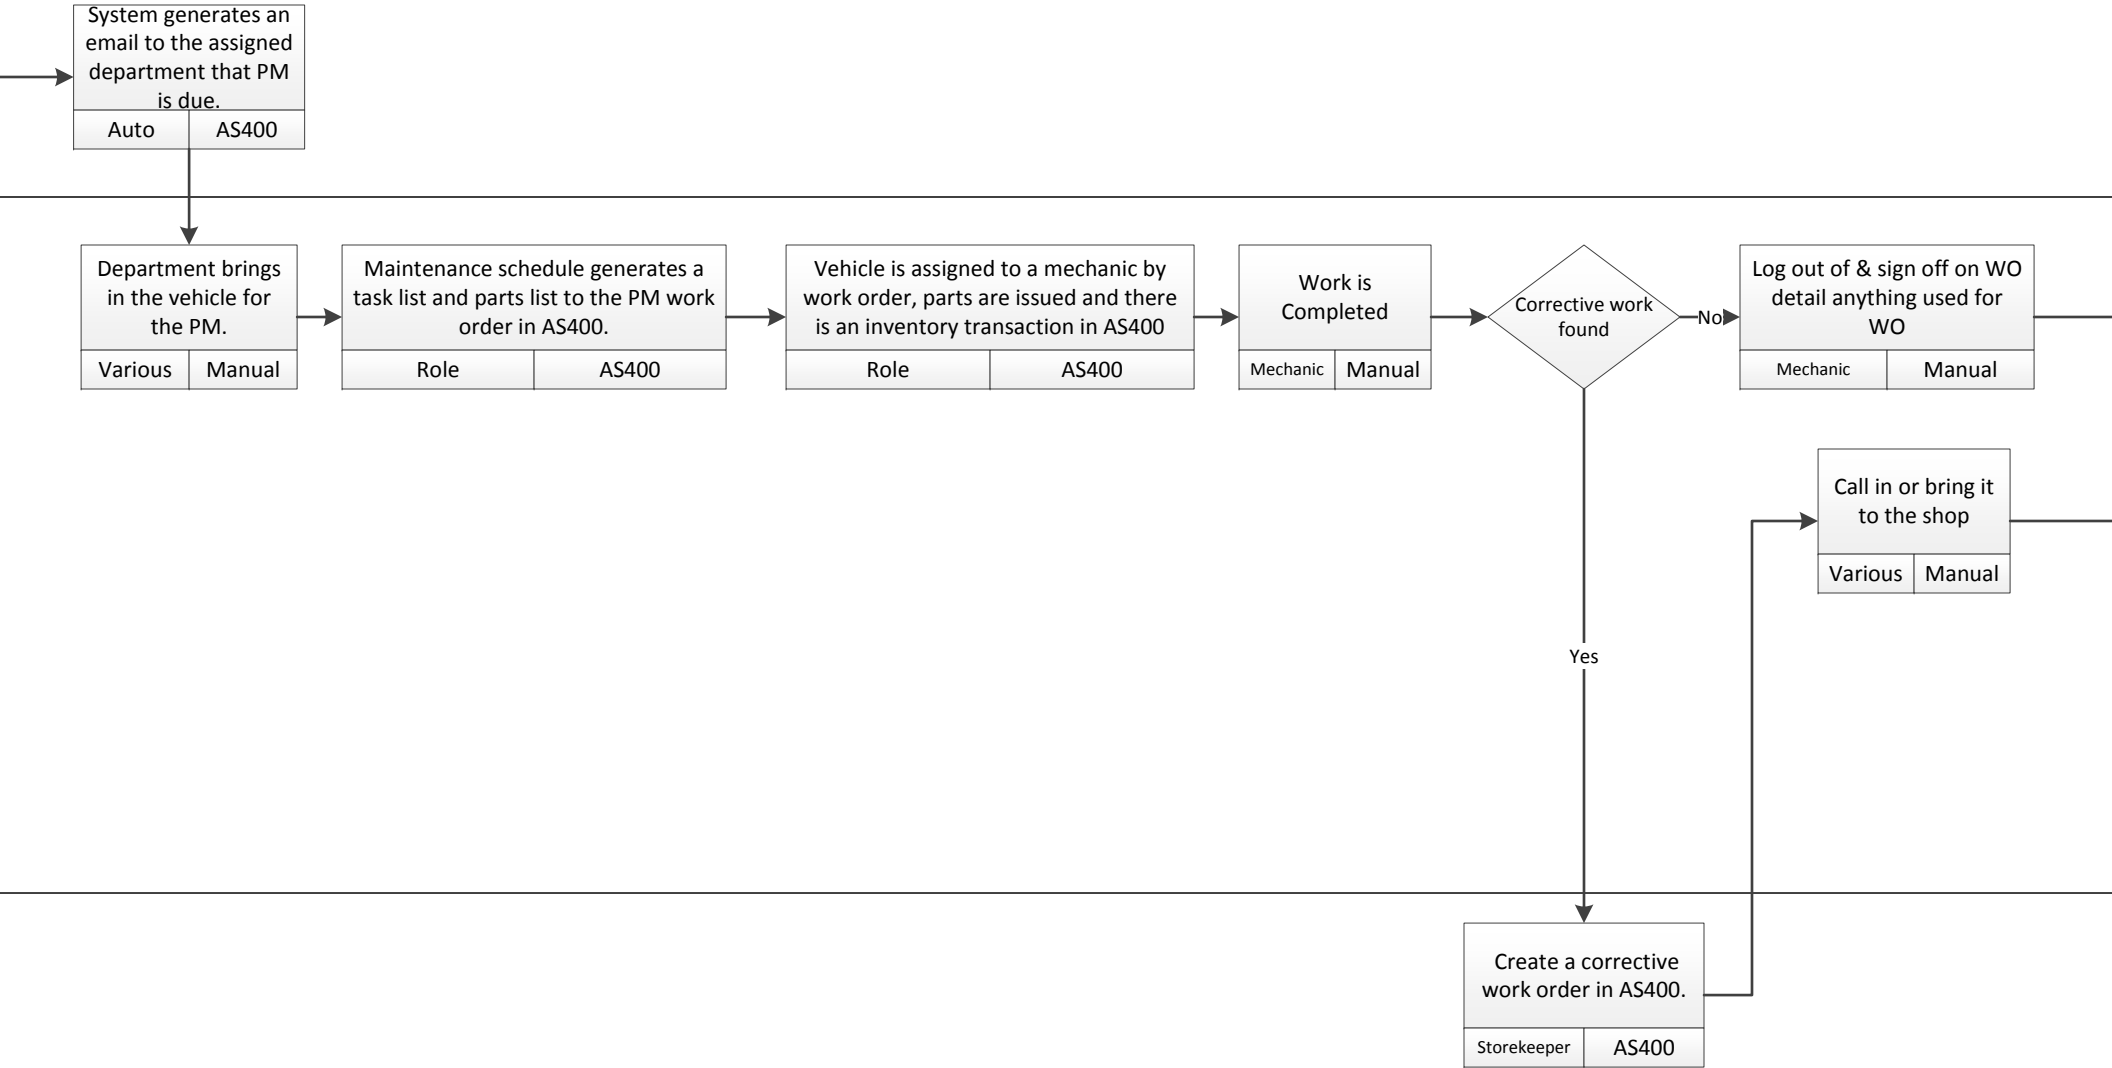 System generates an
email to the assigned
department that PM
is due.
Auto
AS400
Department brings
in the vehicle for
the PM.
Various
Manual
Maintenance schedule generates a
task list and parts list to the PM work
order in AS400.
Role
AS400
Vehicle is assigned to a mechanic by
work order, parts are issued and there
is an inventory transaction in AS400
Role
AS400
Work is
Completed
Mechanic
Manual
Corrective work
found
No
Log out of & sign off on WO
detail anything used for
WO
Mechanic
Manual
Call in or bring it
to the shop
Various
Manual
Yes
Create a corrective
work order in AS400.
Storekeeper
AS400